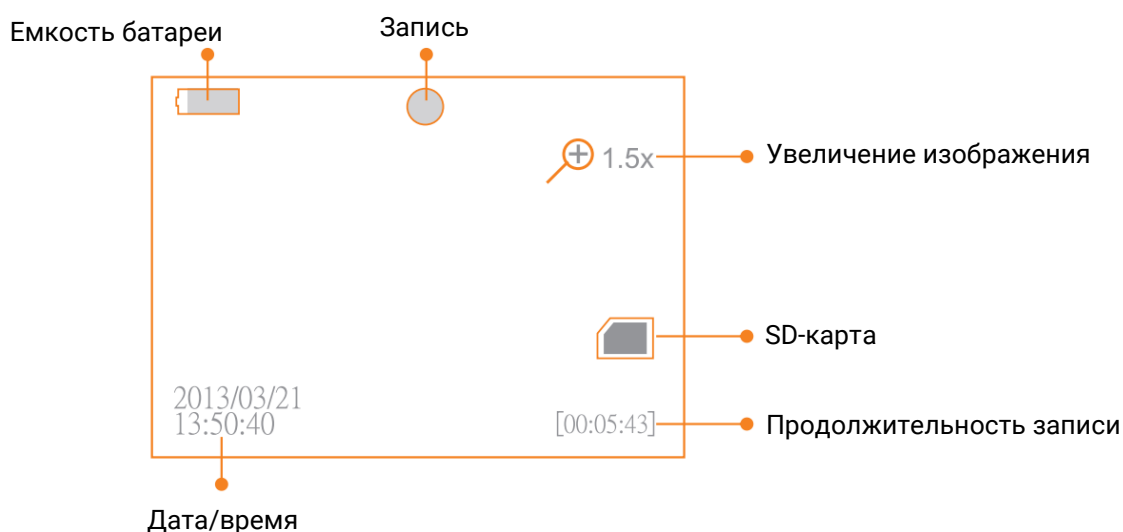 Емкость батареи
Запись
1.5x
Увеличение изображения
SD-карта
2013/03/21
13:50:40
[00:05:43]
Продолжительность записи
Дата/время